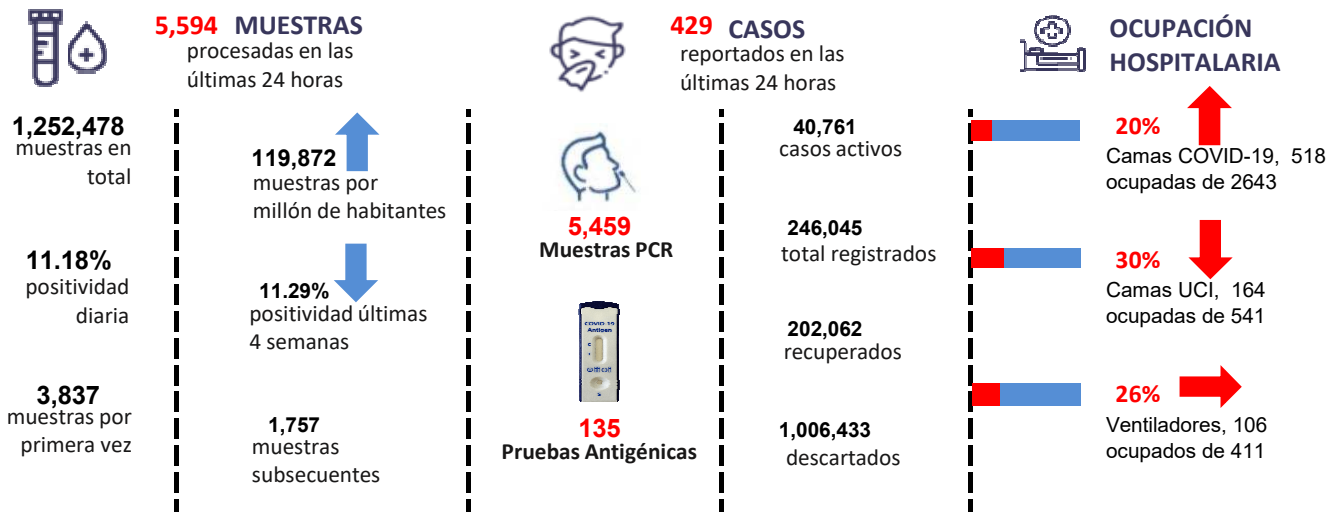 5,594 MUESTRAS
procesadas en las
últimas 24 horas
1,252,478
muestras en
total
11.18%
positividad
diaria
3,837
muestras por
primera vez
119,872
muestras por
millón de habitantes
11.29%
positividad últimas
4 semanas
1,757
muestras
subsecuentes
429 CASOS
reportados en las
últimas 24 horas
5,459
Muestras PCR
COVID-19
Antigen
135
Pruebas Antigénicas
40,761
casos activos
246,045
total registrados
202,062
recuperados
1,006,433
descartados
OCUPACIÓN
HOSPITALARIA
20%
Camas COVID-19, 518
ocupadas de 2643
30%
Camas UCI, 164
ocupadas de 541
26%
Ventiladores, 106
ocupados de 411